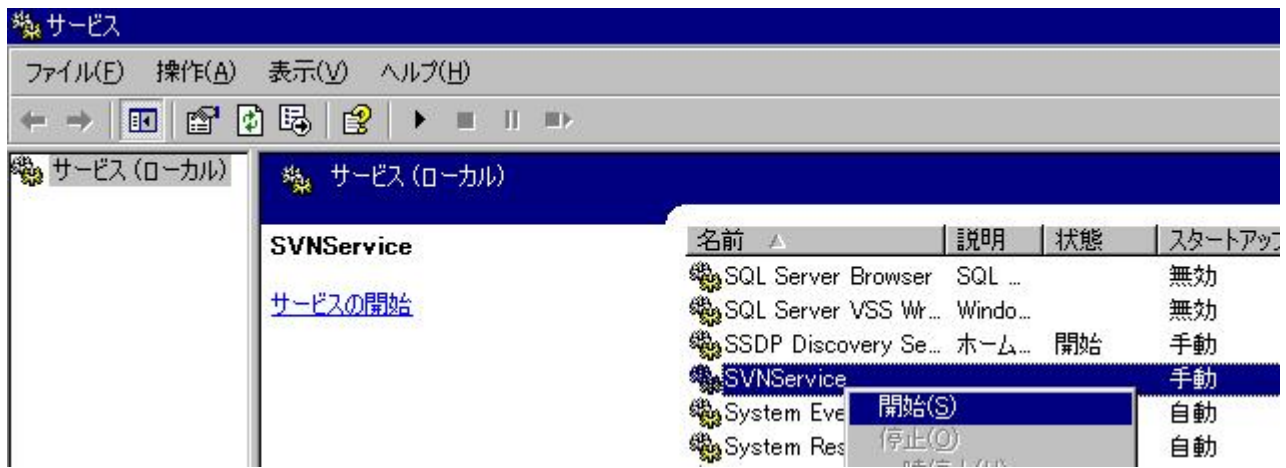 サービス
ファイル(F) 操作(A) 表示(V) ヘルプ(H)
サービス (ローカル)
サービス (ローカル)
SVNService
サービスの開始
名前 説明 状態 スタートアップ
SQL Server Browser SQL ... 無効
SQL Server VSS Wr... Windo... 無効
SSDP Discovery Se... ホーム... 開始 手動
SVNService 手動
System Eve 自動
System Res 自動
開始(S)
停止(O)